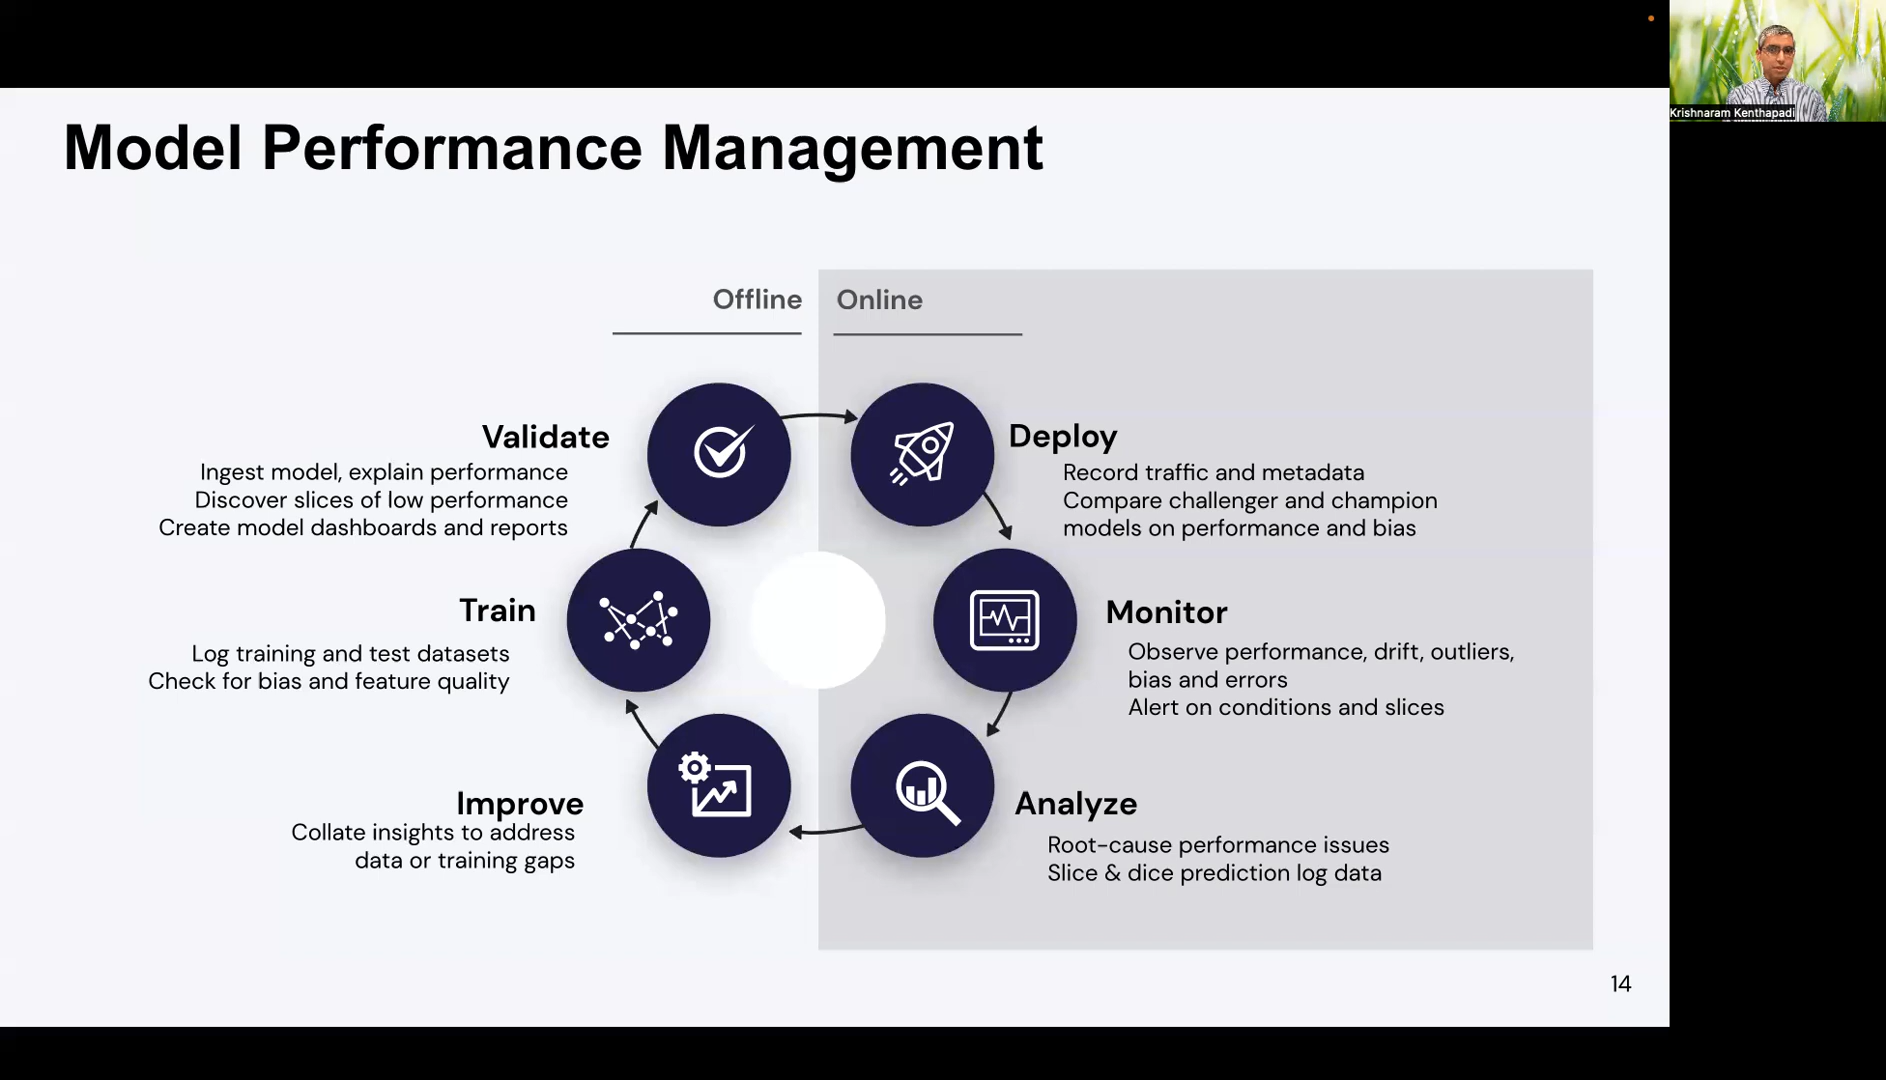 Krishnaram Kenthapadi
Model Performance Management
Offline
Online
Validate
Ingest model, explain performance
Discover slices of low performance
Create model dashboards and reports
Deploy
Record traffic and metadata
Compare challenger and champion
models on performance and bias
Train
Log training and test datasets
Check for bias and feature quality
Monitor
Observe performance, drift, outliers,
bias and errors
Alert on conditions and slices
Improve
Collate insights to address
data or training gaps
Analyze
Root-cause performance issues
Slice & dice prediction log data
14